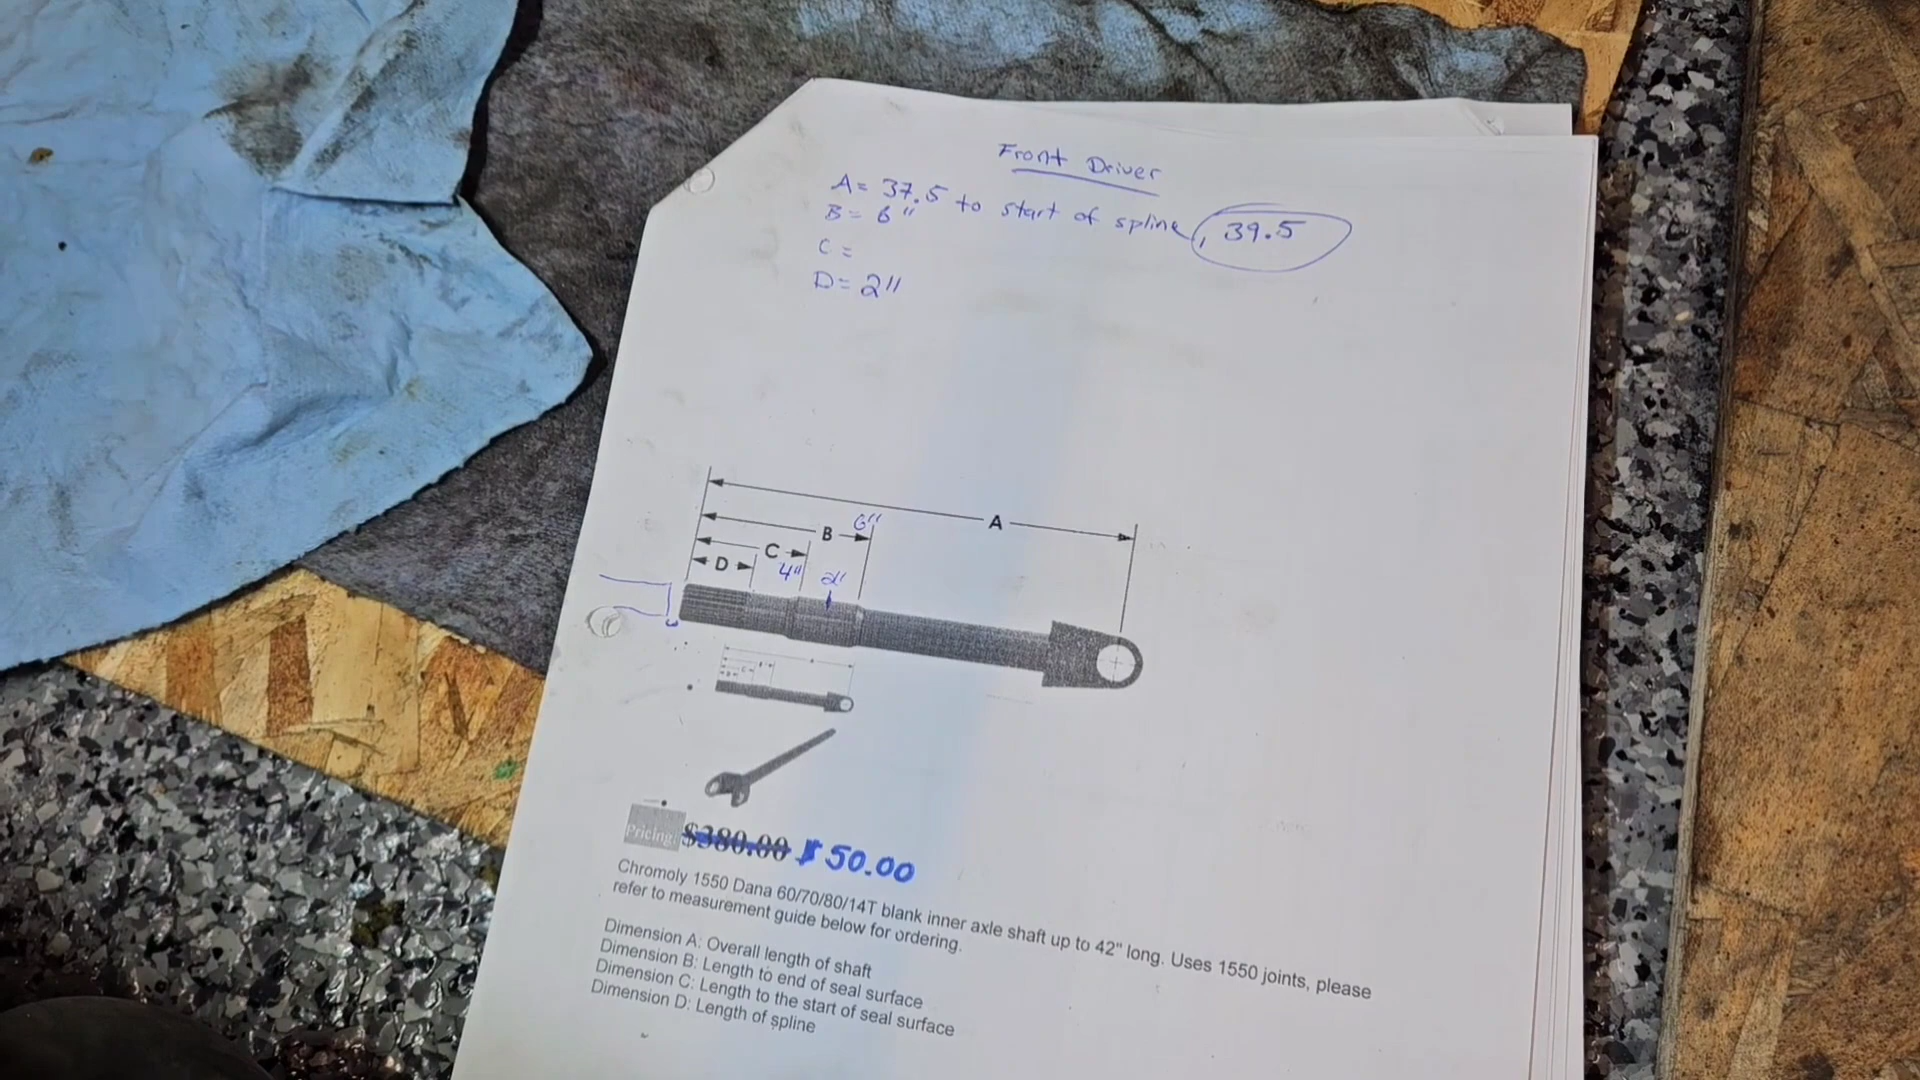 Front Driver
A= 37.5 to start of spline, 39.5
B= 6"
C=
D= 2"
A
B 6"
C
4"
D
2"
Pricing: $380.00 $50.00
Chromoly 1550 Dana 60/70/80/14T blank inner axle shaft up to 42" long. Uses 1550 joints, please
refer to measurement guide below for ordering.
Dimension A: Overall length of shaft
Dimension B: Length to end of seal surface
Dimension C: Length to the start of seal surface
Dimension D: Length of spline